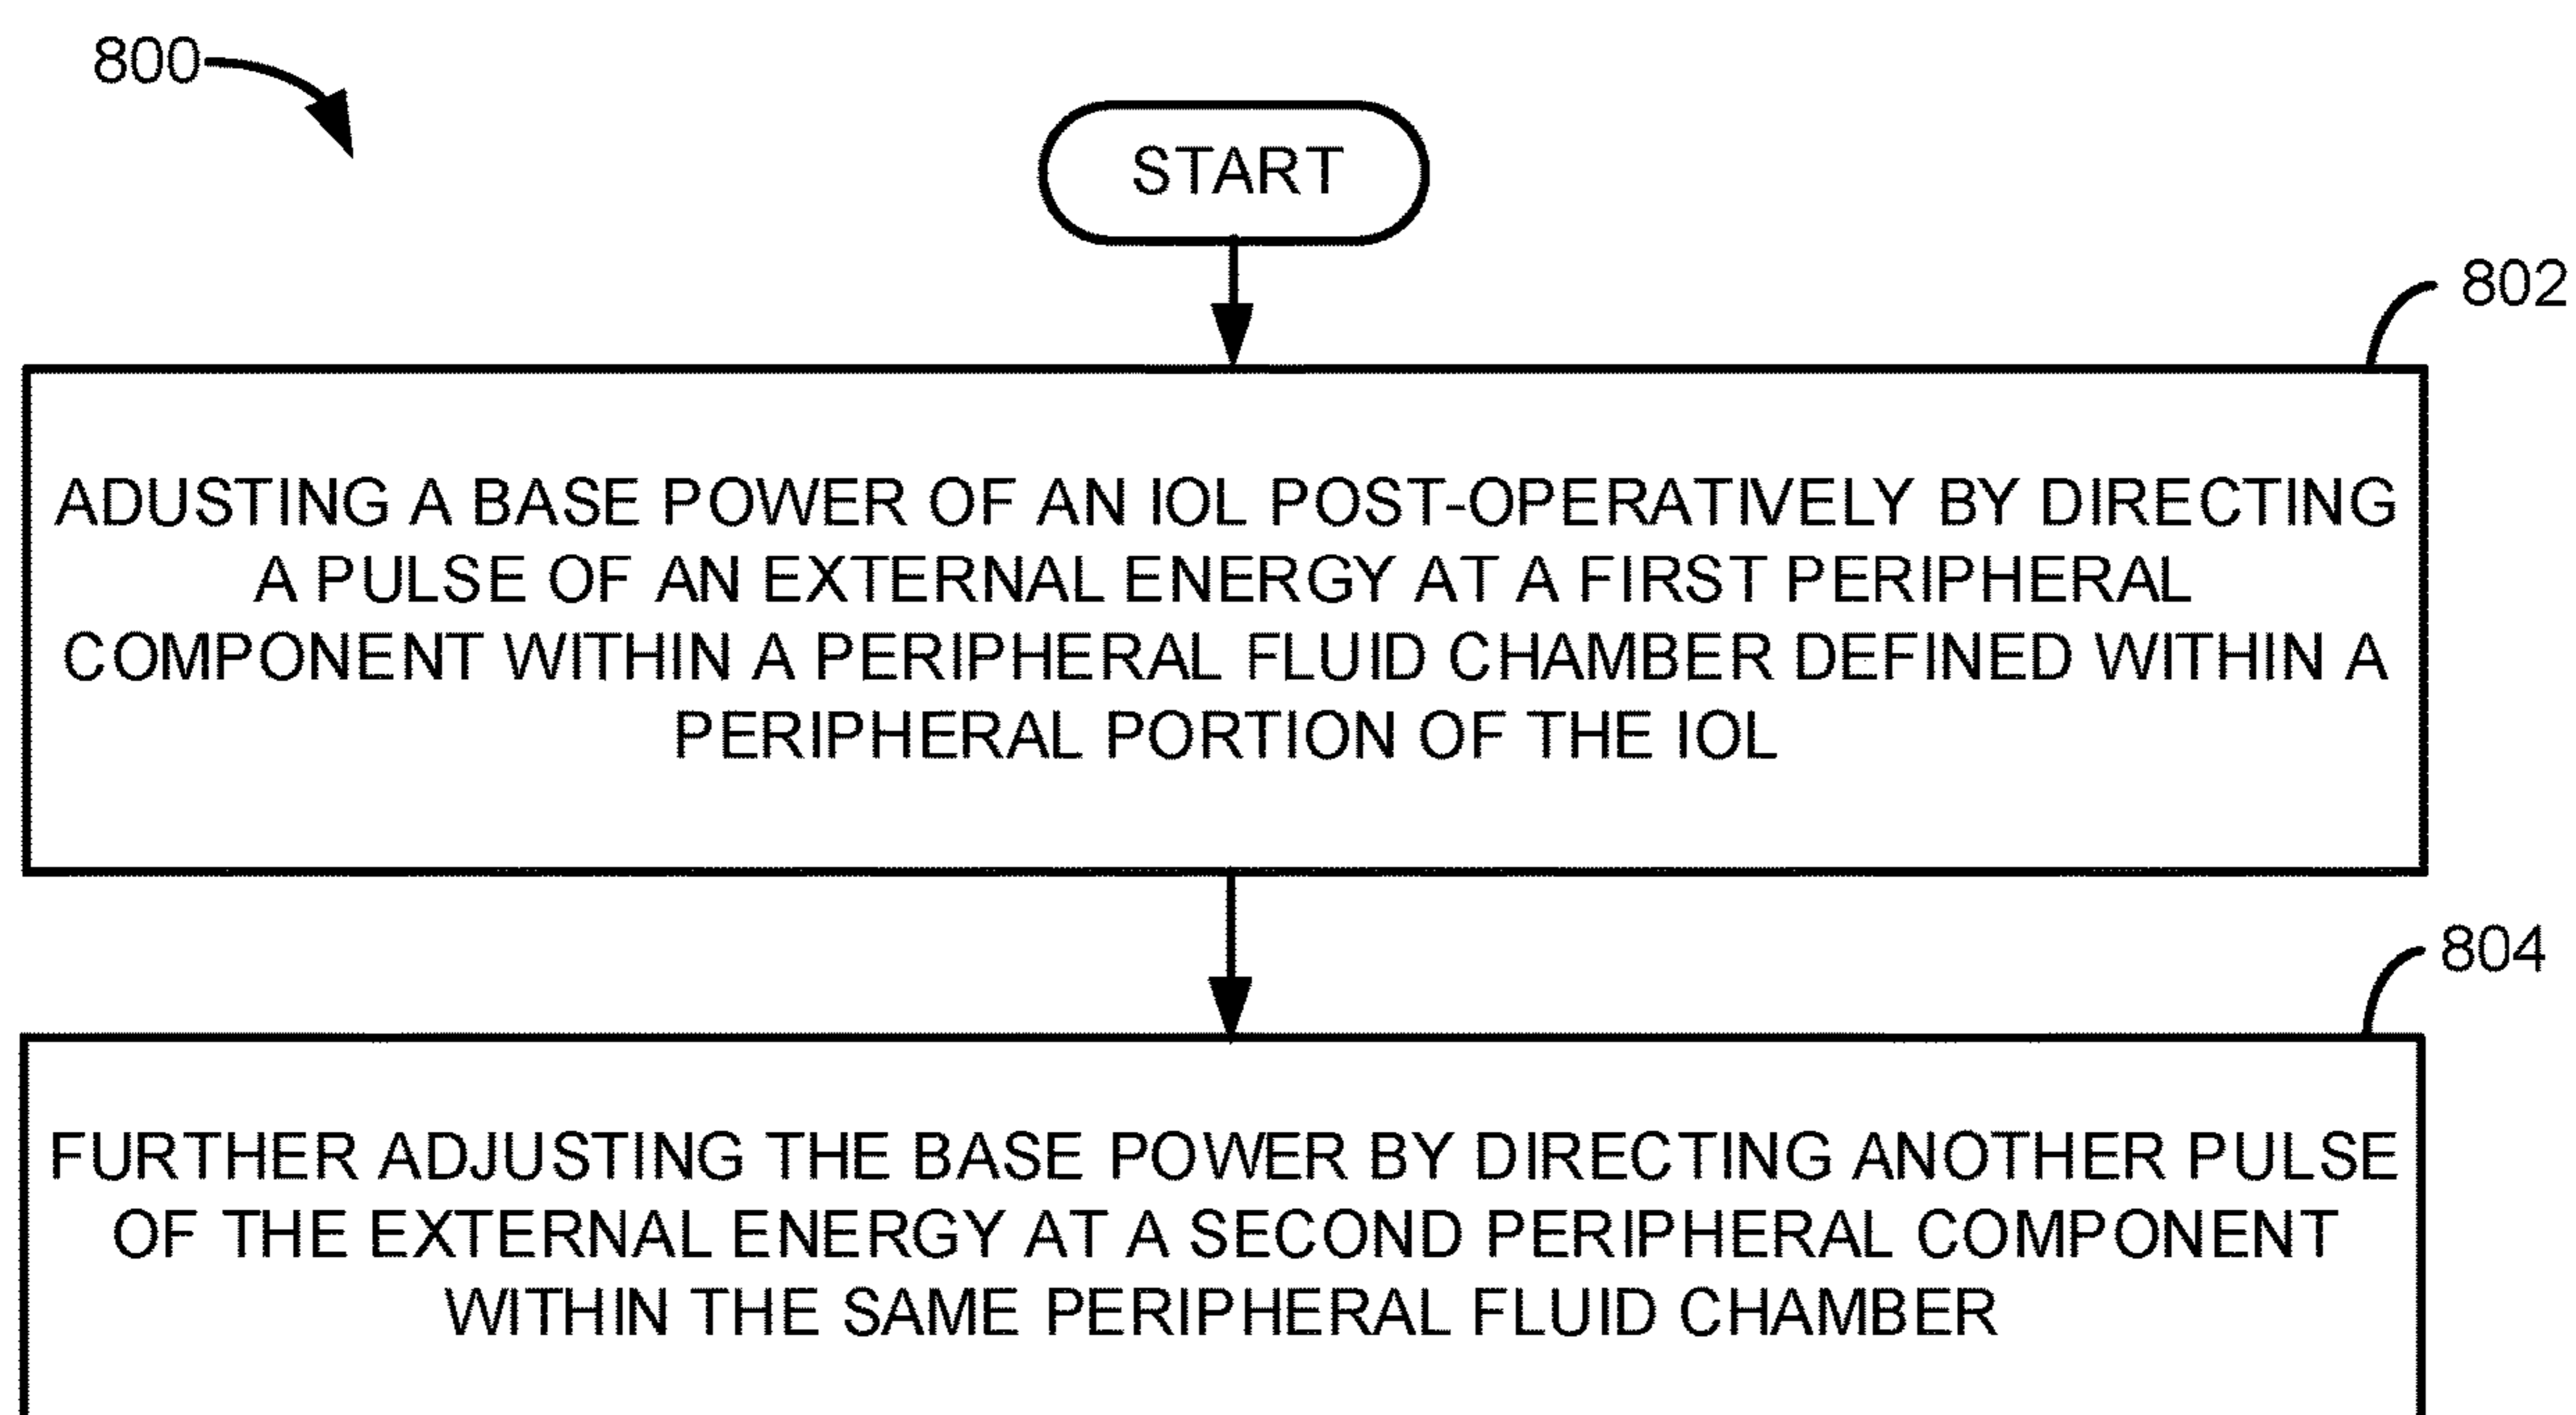 800
START
802
ADUSTING A BASE POWER OF AN IOL POST-OPERATIVELY BY DIRECTING
A PULSE OF AN EXTERNAL ENERGY AT A FIRST PERIPHERAL
COMPONENT WITHIN A PERIPHERAL FLUID CHAMBER DEFINED WITHIN A
PERIPHERAL PORTION OF THE IOL
804
FURTHER ADJUSTING THE BASE POWER BY DIRECTING ANOTHER PULSE
OF THE EXTERNAL ENERGY AT A SECOND PERIPHERAL COMPONENT
WITHIN THE SAME PERIPHERAL FLUID CHAMBER